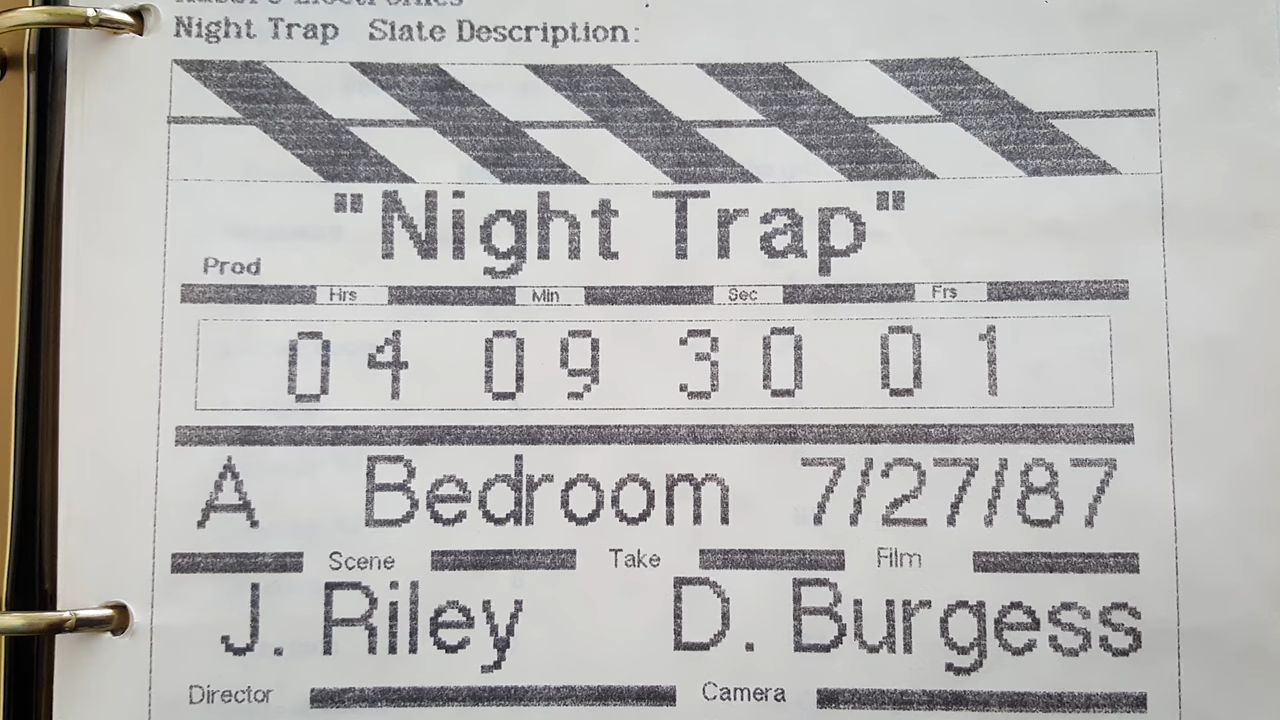 Night Trap Slate Description:
"Night Trap"
Prod
Hrs Min Sec Frs
04 09 30 01
A Bedroom 7/27/87
Scene Take Film
J. Riley D. Burgess
Director Camera